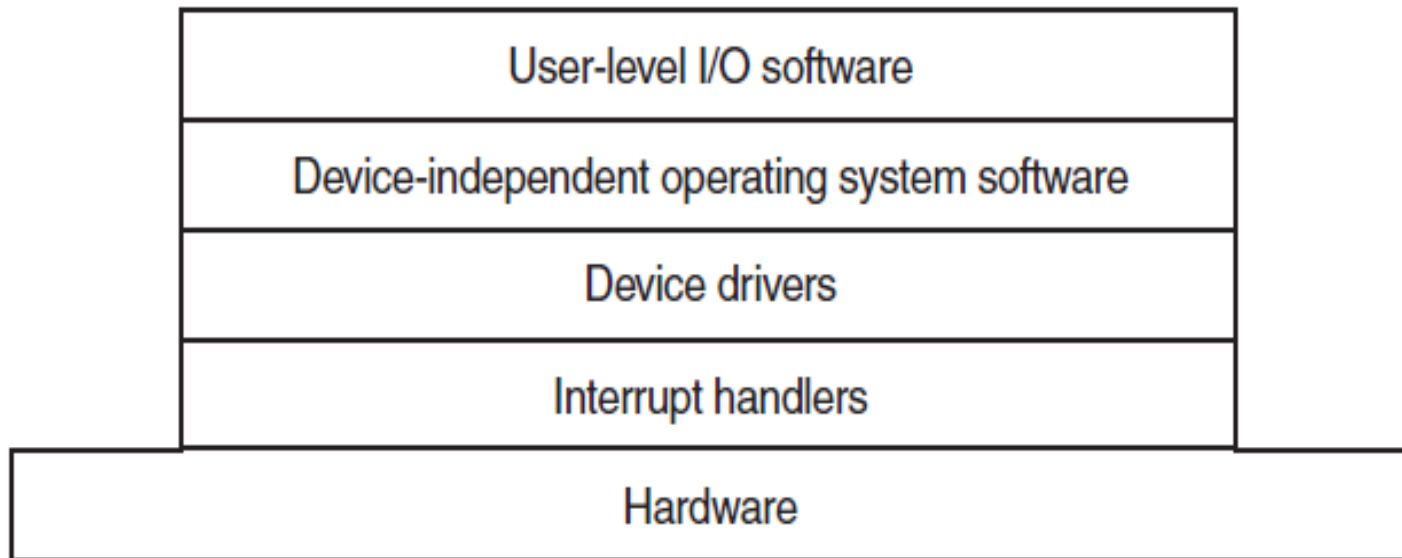 User-level I/O software
Device-independent operating system software
Device drivers
Interrupt handlers
Hardware